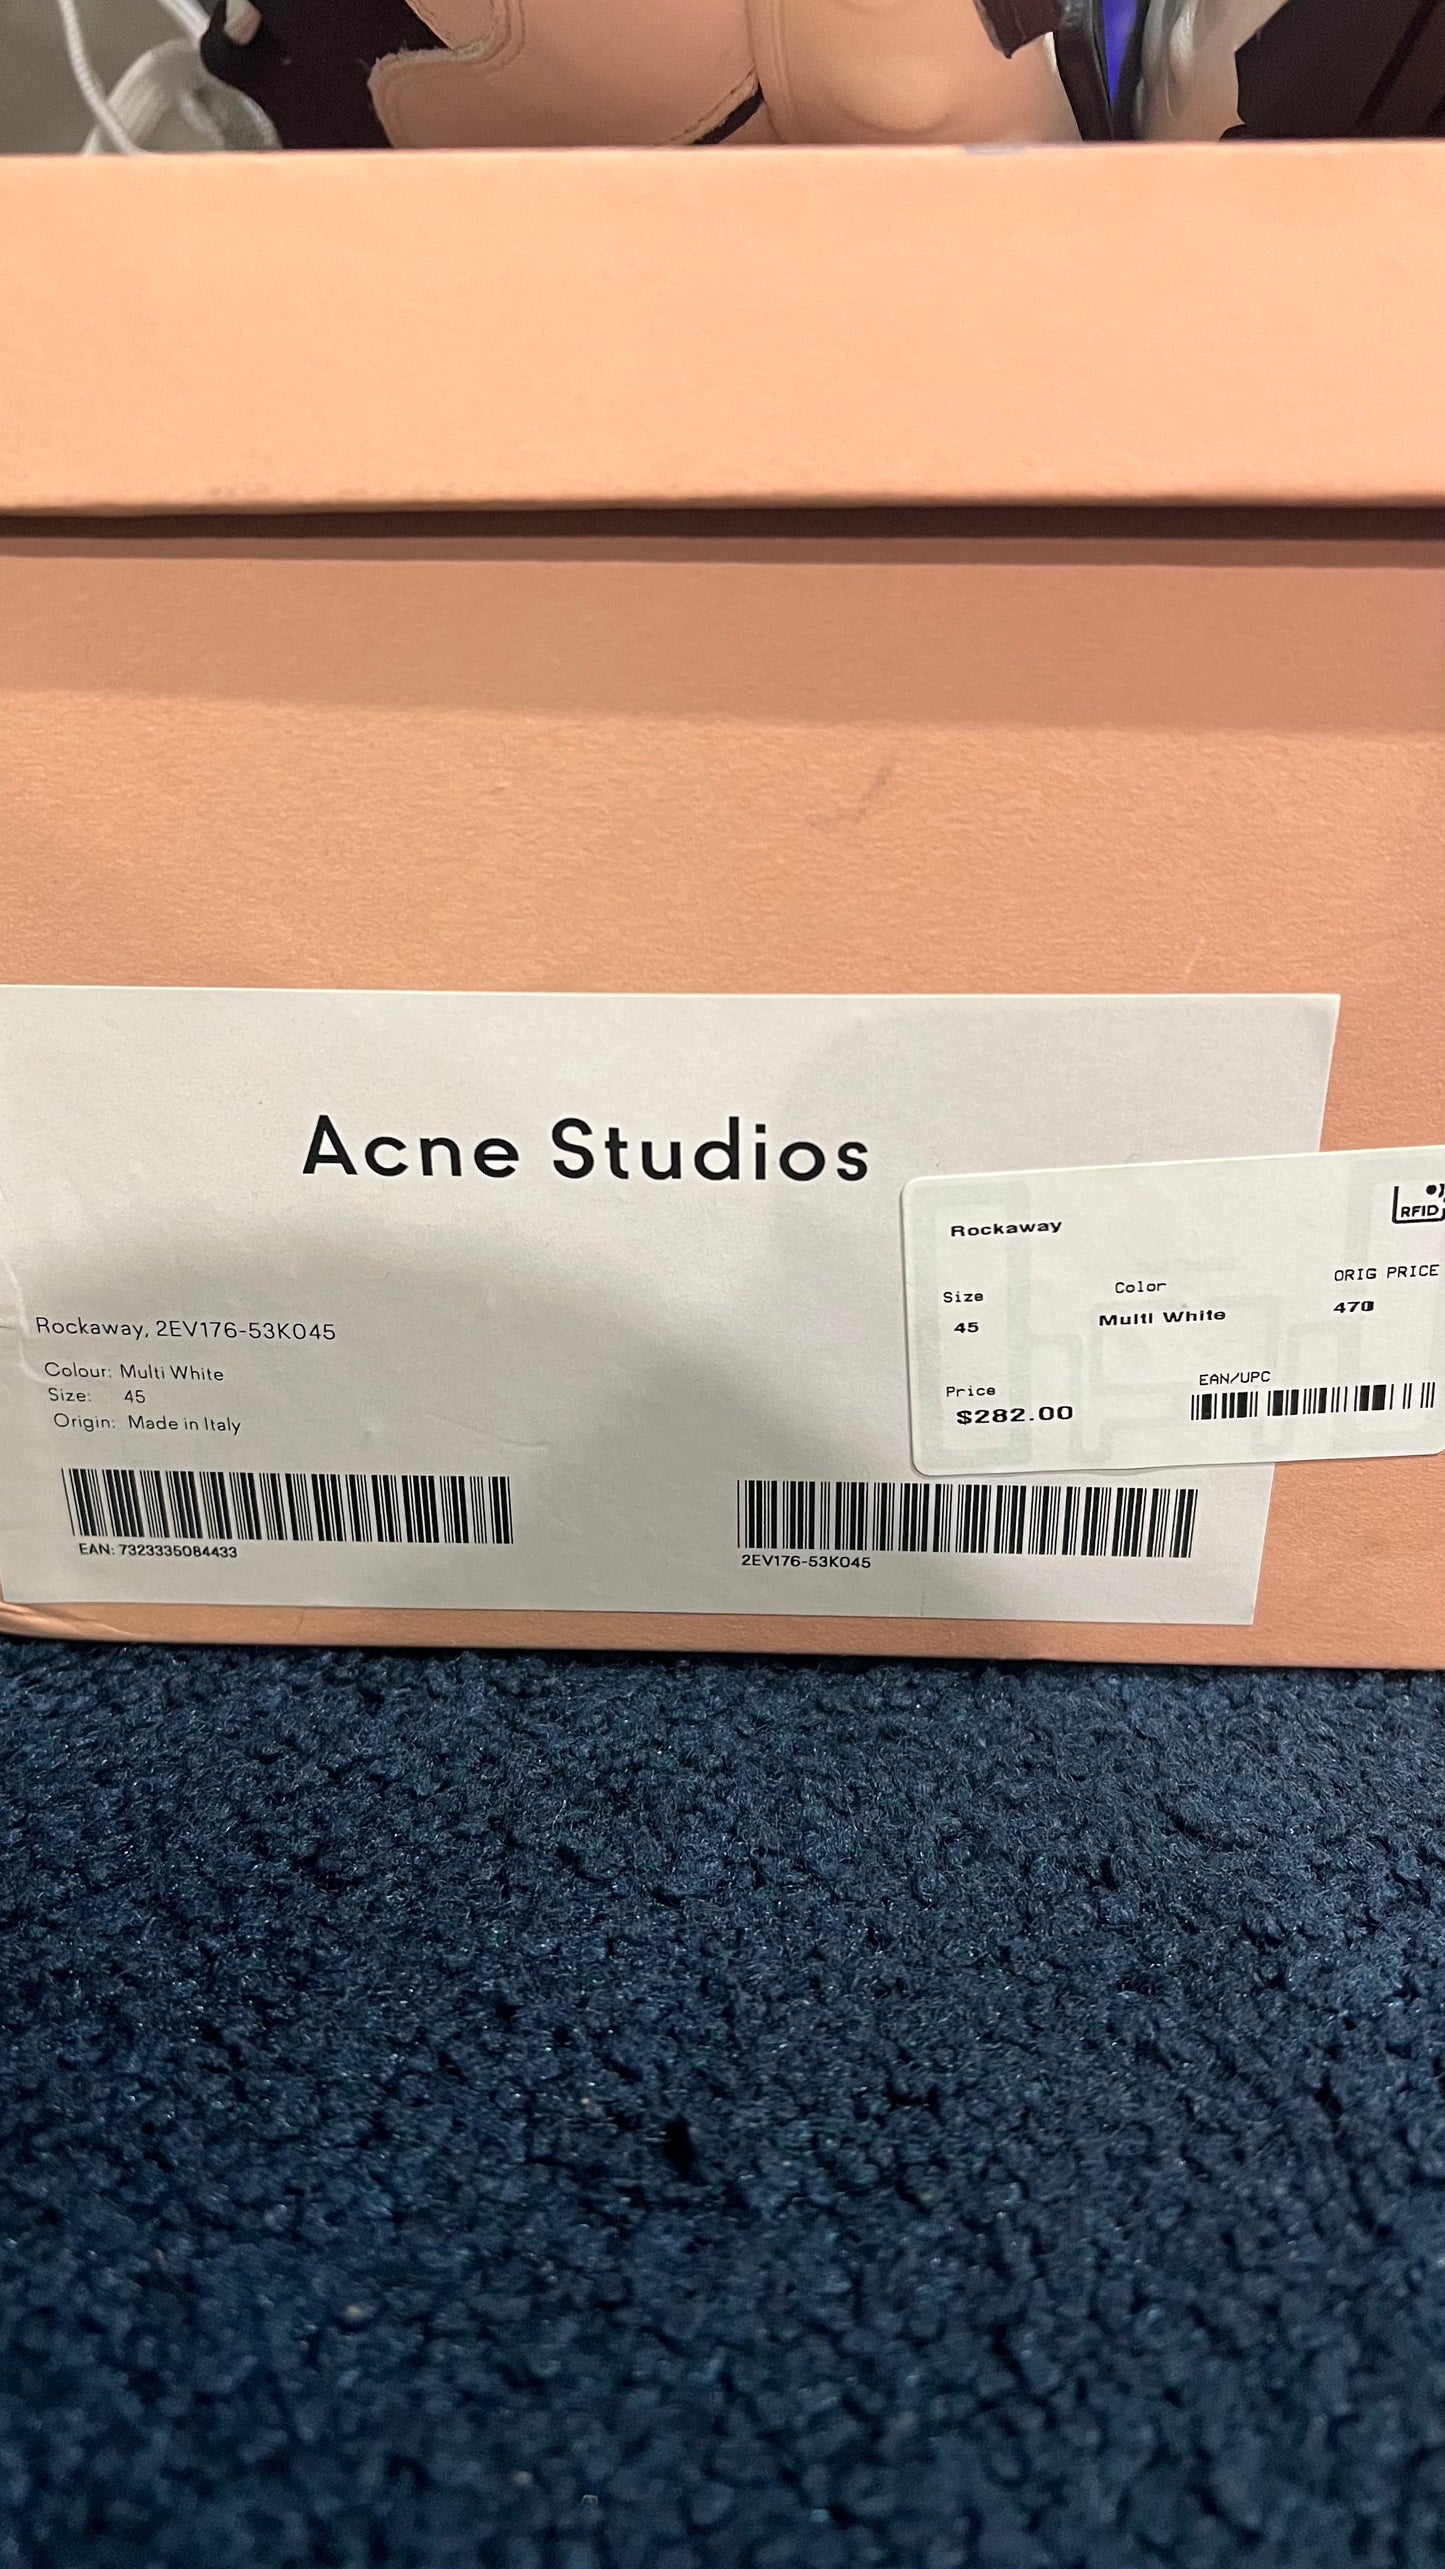 Acne Studios
Rockaway, 2EV176-53K045
Colour: Multi White
Size: 45
Origin: Made in Italy
EAN: 7323335084433
2EV176-53K045
RFID
Rockaway
Size Color ORIG PRICE
45 Multi White 470
Price EAN/UPC
$282.00